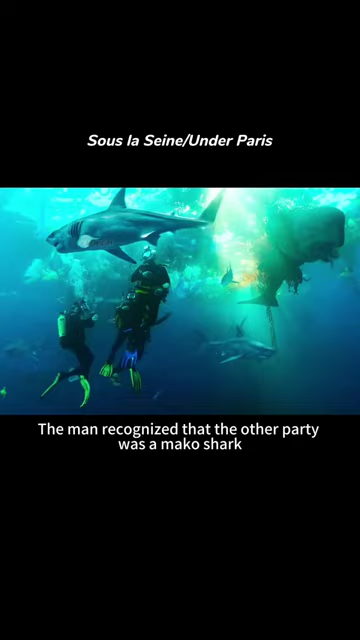 Sous la Seine/Under Paris
The man recognized that the other party
was a mako shark